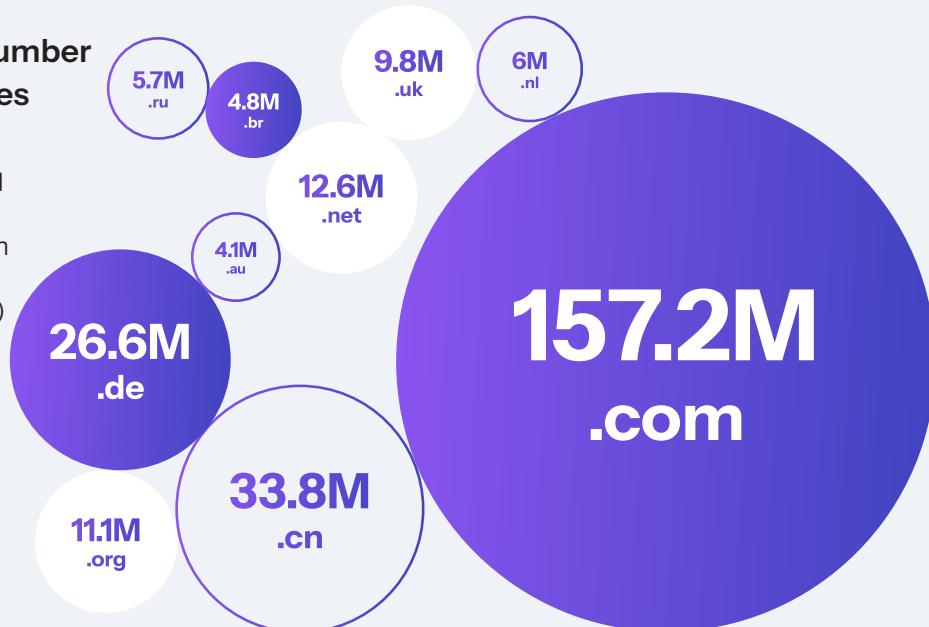 umber
es
5.7M
.ru
4.8M
.br
9.8M
.uk
6M
.nl
12.6M
.net
4.1M
.au
26.6M
.de
157.2M
.com
33.8M
.cn
11.1M
.org